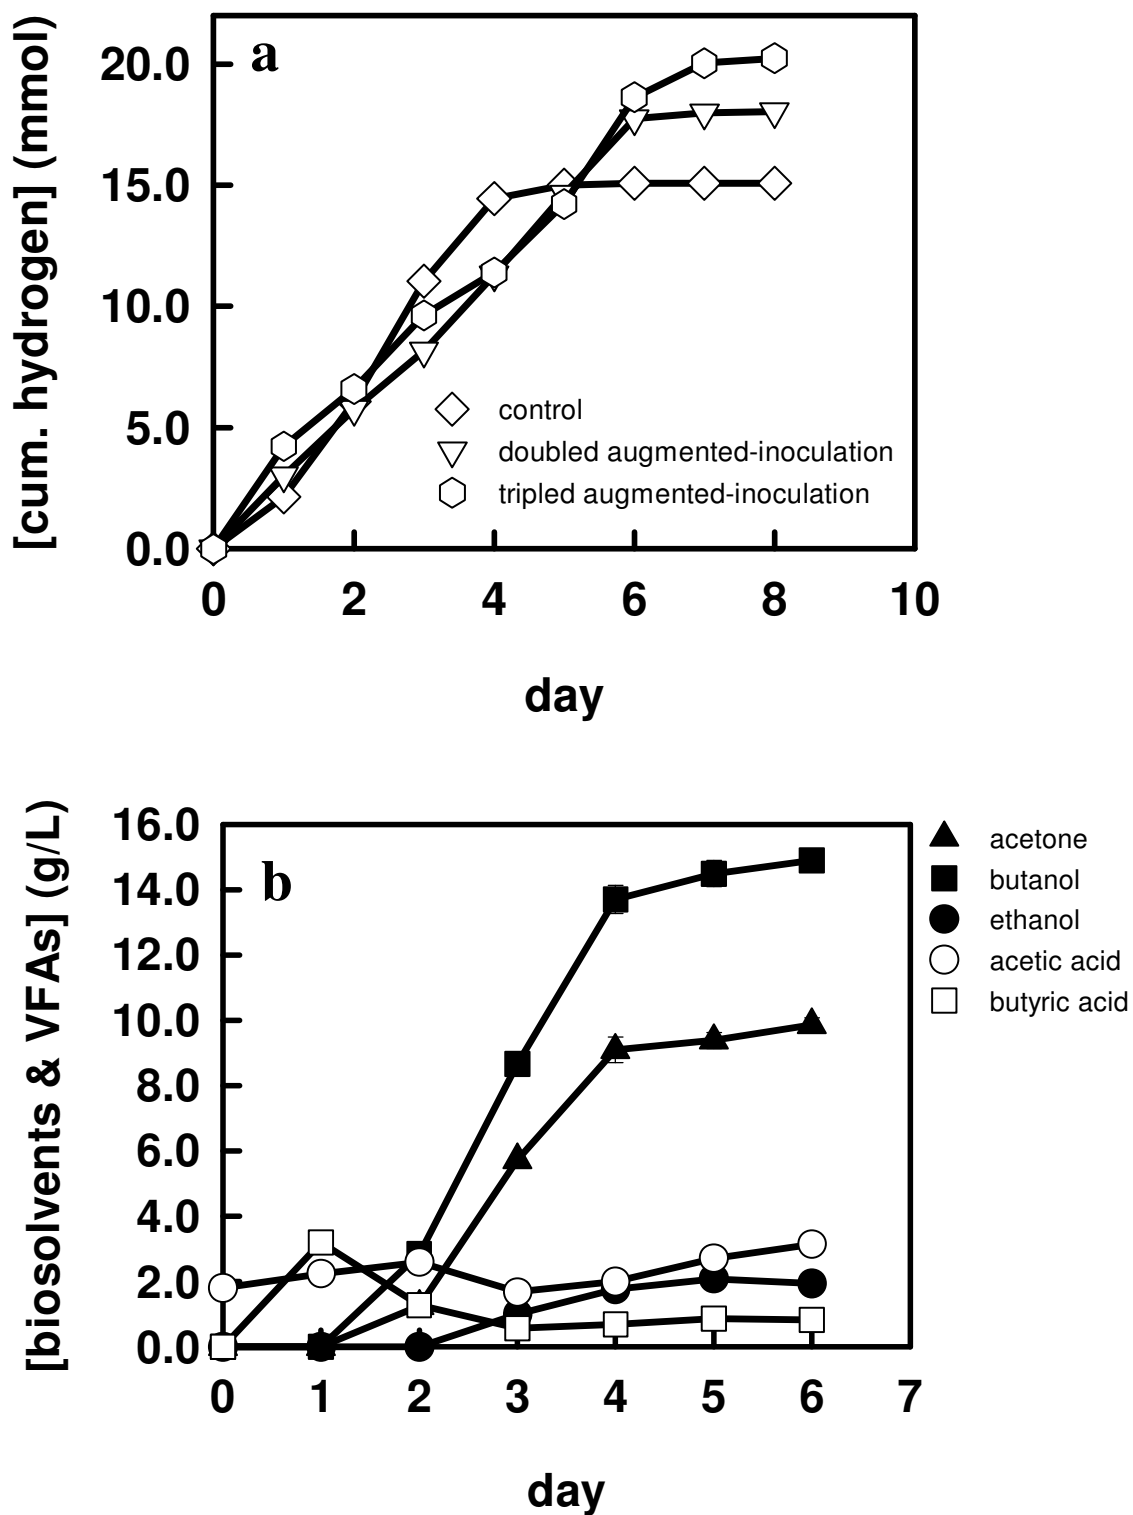 a
[cum. hydrogen] (mmol)
20.0
15.0
10.0
5.0
0.0
control
doubled augmented-inoculation
tripled augmented-inoculation
0 2 4 6 8 10
day
b
[biosolvents & VFAs] (g/L)
16.0
14.0
12.0
10.0
8.0
6.0
4.0
2.0
0.0
acetone
butanol
ethanol
acetic acid
butyric acid
0 1 2 3 4 5 6 7
day